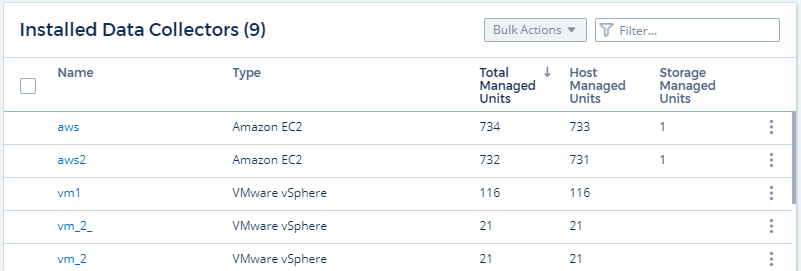 Installed Data Collectors (9)
Bulk Actions
Filter...
Name Type Total Managed Units Host Managed Units Storage Managed Units
aws Amazon EC2 734 733 1
aws2 Amazon EC2 732 731 1
vm1 VMware vSphere 116 116
vm_2_ VMware vSphere 21 21
vm_2 VMware vSphere 21 21